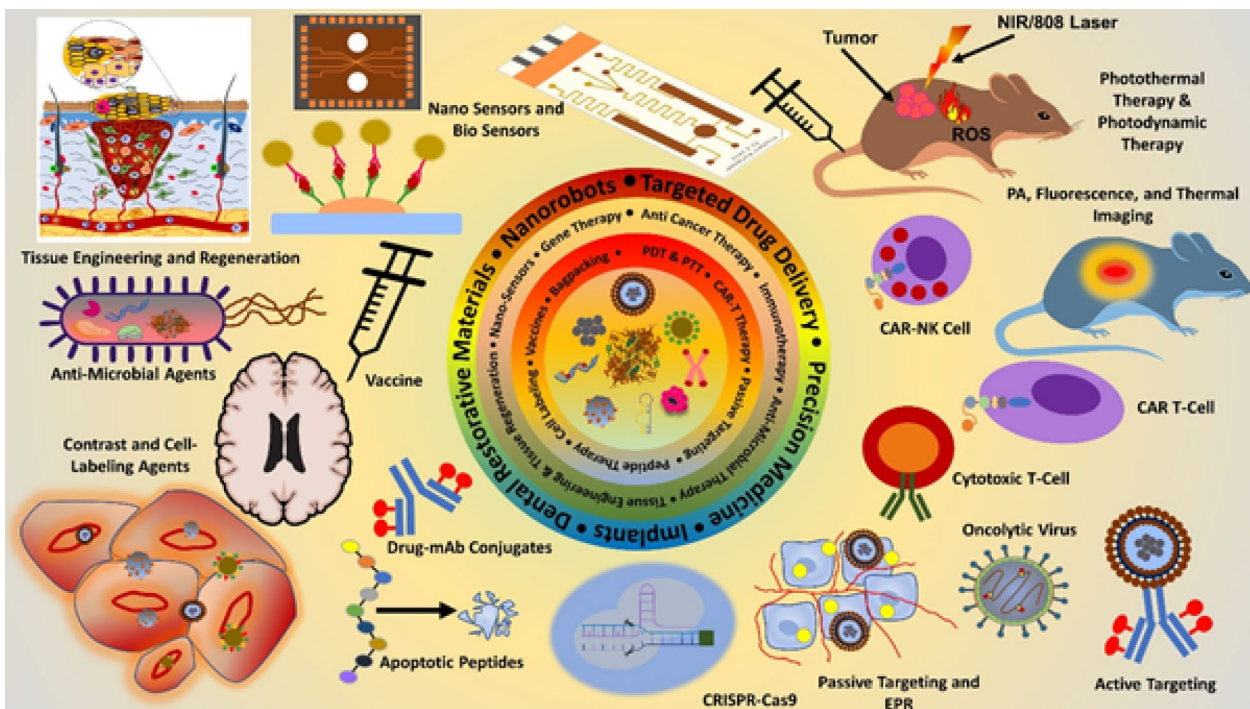 NIR/808 Laser
Tumor
ROS
Photothermal
Therapy &
Photodynamic
Therapy
Nano Sensors and
Bio Sensors
PA, Fluorescence, and Thermal
Imaging
Tissue Engineering and Regeneration
Anti-Microbial Agents
Vaccine
CAR-NK Cell
CAR T-Cell
Contrast and Cell-
Labeling Agents
Cytotoxic T-Cell
Drug-mAb Conjugates
Oncolytic Virus
Apoptotic Peptides
CRISPR-Cas9
Passive Targeting and
EPR
Active Targeting
Dental Restorative Materials • Nanorobots • Targeted Drug Delivery • Precision Medicine • Implants •
Nano-Sensors • Gene Therapy • Anti Cancer Therapy • Immunotherapy • Anti-Microbial Therapy • Tissue Engineering & Tissue Regeneration •
Cell Labeling • Vaccines • Bagpacking • PDT & PTT • CAR-T Therapy • Passive Targeting • Peptide Therapy •